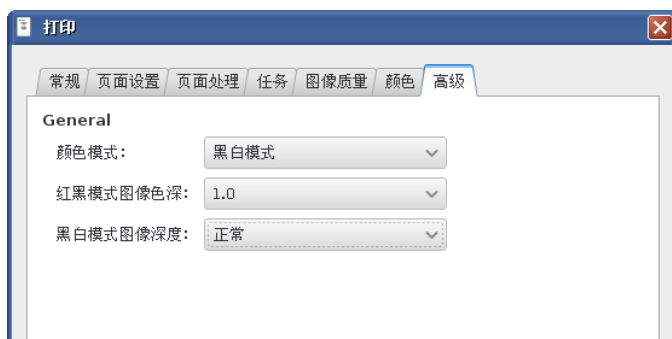 打印
常规 页面设置 页面处理 任务 图像质量 颜色 高级
General
颜色模式: 黑白模式
红黑模式图像色深: 1.0
黑白模式图像深度: 正常